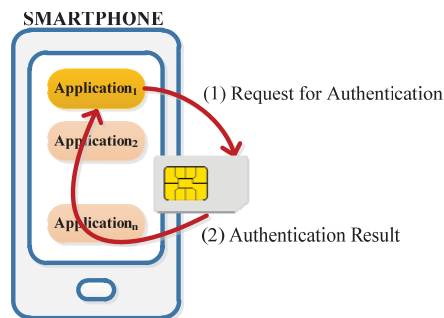 SMARTPHONE
Application₁
(1) Request for Authentication
Application₂
Applicationₙ
(2) Authentication Result